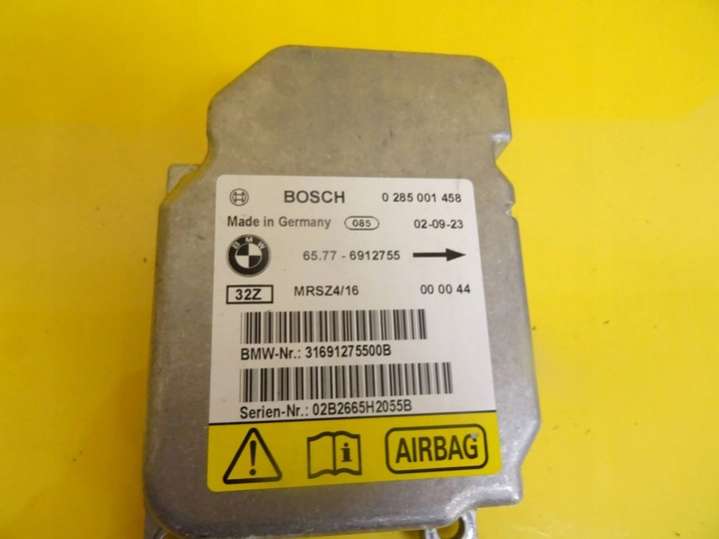 BOSCH 0 285 001 458
Made in Germany 085 02-09-23
BMW 65.77 - 6912755
32Z MRSZ4/16 00 00 44
BMW-Nr.: 31691275500B
Serien-Nr.: 02B2665H2055B
AIRBAG